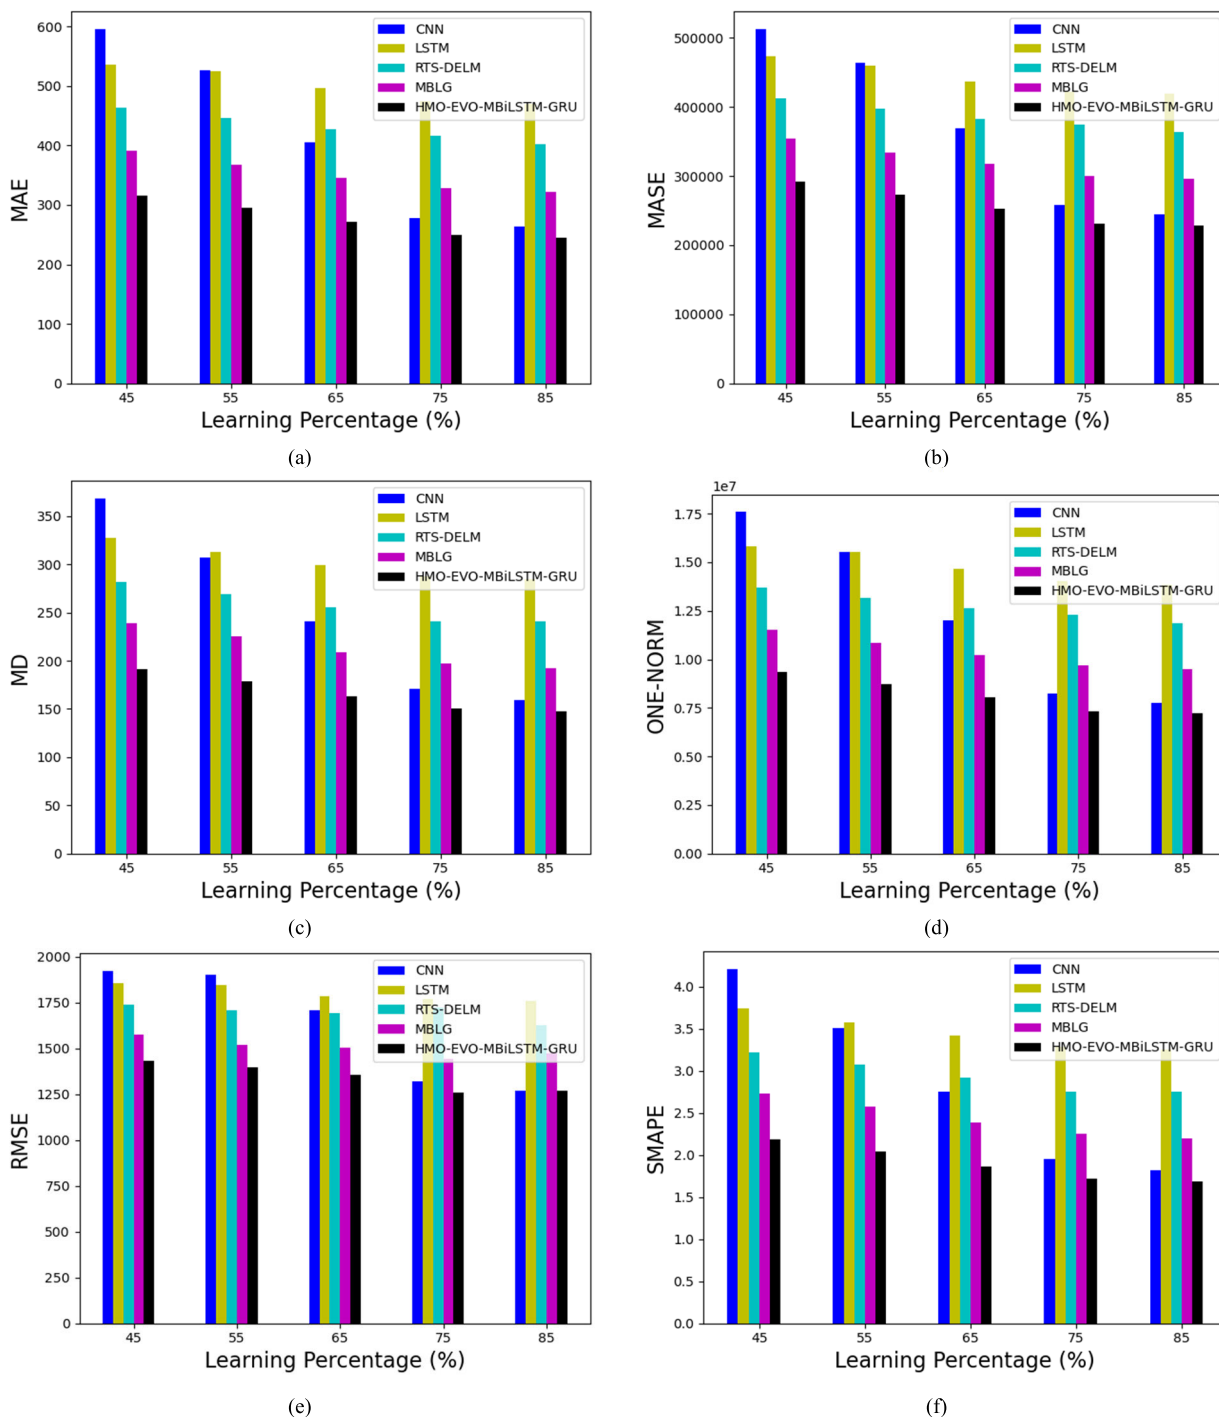 600
500
400
300
200
100
0
MAE
CNN
LSTM
RTS-DELM
MBLG
HMO-EVO-MBiLSTM-GRU
45 55 65 75 85
Learning Percentage (%)
(a)
500000
400000
300000
200000
100000
0
MASE
CNN
LSTM
RTS-DELM
MBLG
HMO-EVO-MBiLSTM-GRU
45 55 65 75 85
Learning Percentage (%)
(b)
350
300
250
200
150
100
50
0
MD
CNN
LSTM
RTS-DELM
MBLG
HMO-EVO-MBiLSTM-GRU
45 55 65 75 85
Learning Percentage (%)
(c)
1e7
1.75
1.50
1.25
1.00
0.75
0.50
0.25
0.00
ONE-NORM
CNN
LSTM
RTS-DELM
MBLG
HMO-EVO-MBiLSTM-GRU
45 55 65 75 85
Learning Percentage (%)
(d)
2000
1750
1500
1250
1000
750
500
250
0
RMSE
CNN
LSTM
RTS-DELM
MBLG
HMO-EVO-MBiLSTM-GRU
45 55 65 75 85
Learning Percentage (%)
(e)
4.0
3.5
3.0
2.5
2.0
1.5
1.0
0.5
0.0
SMAPE
CNN
LSTM
RTS-DELM
MBLG
HMO-EVO-MBiLSTM-GRU
45 55 65 75 85
Learning Percentage (%)
(f)